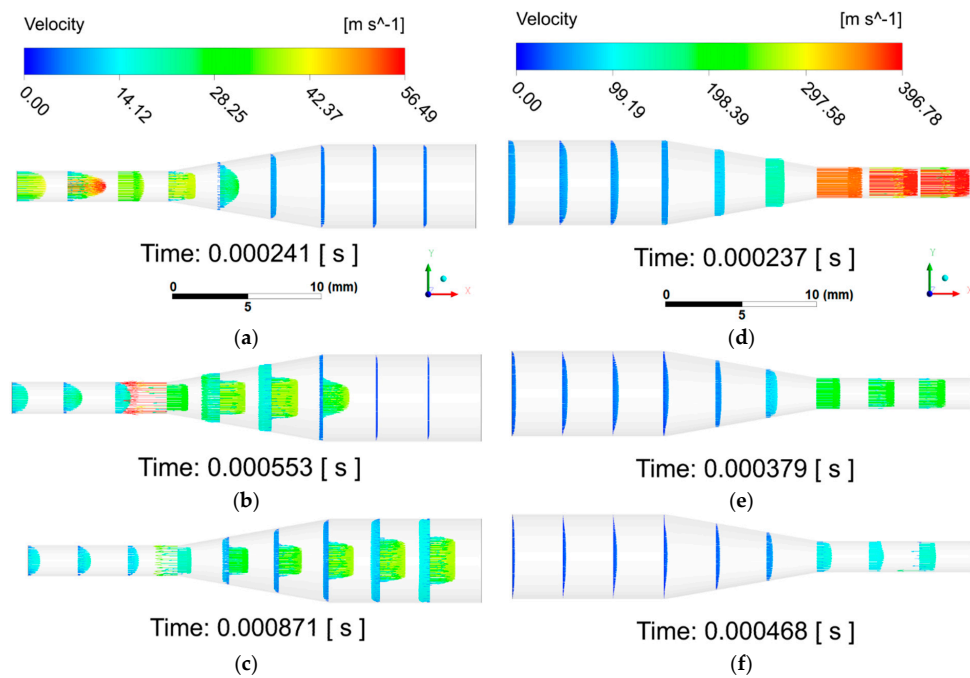 Velocity [m s^-1]
0.00 14.12 28.25 42.37 56.49
Time: 0.000241 [ s ]
Y
X
0 10 (mm)
5
(a)
Time: 0.000553 [ s ]
(b)
Time: 0.000871 [ s ]
(c)
Velocity [m s^-1]
0.00 99.19 198.39 297.58 396.78
Time: 0.000237 [ s ]
Y
X
0 10 (mm)
5
(d)
Time: 0.000379 [ s ]
(e)
Time: 0.000468 [ s ]
(f)